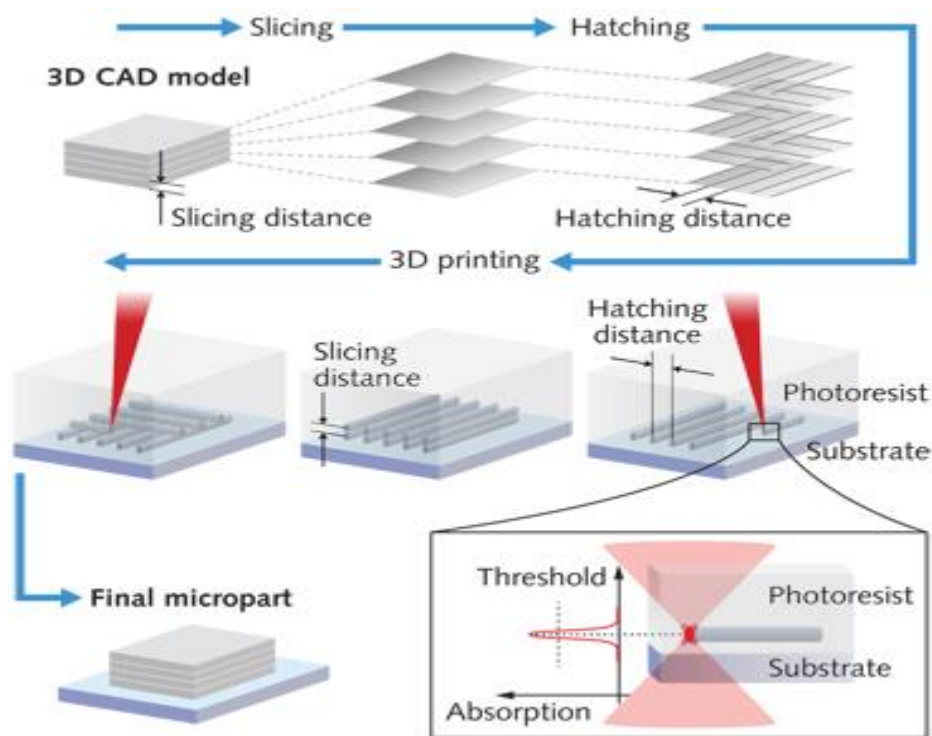 Slicing
Hatching
3D CAD model
Slicing distance
Hatching distance
3D printing
Slicing
distance
Hatching
distance
Photoresist
Substrate
Final micropart
Threshold
Photoresist
Substrate
Absorption